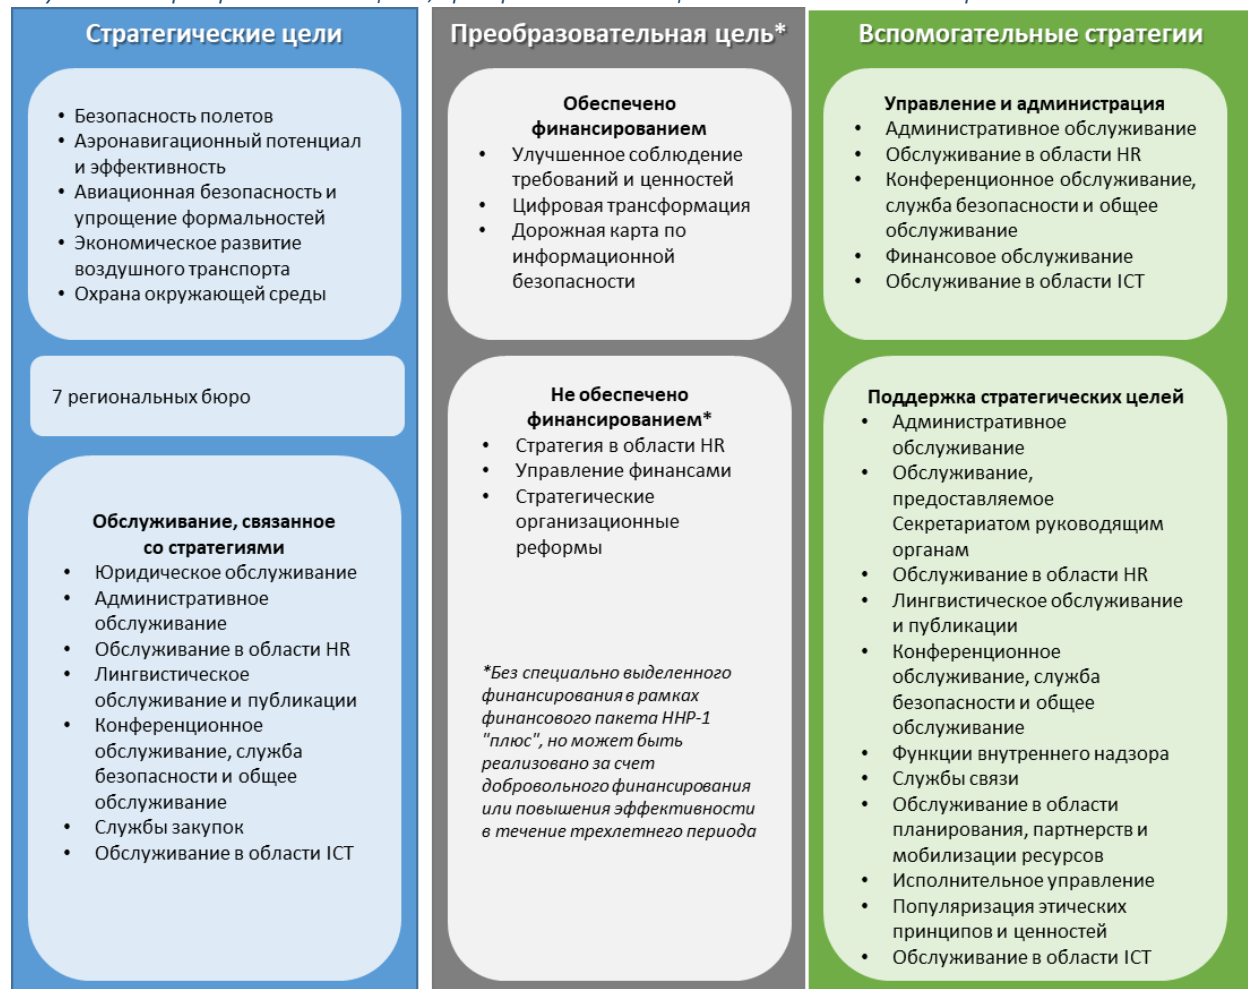 Стратегические цели
• Безопасность полетов
• Аэронавигационный потенциал
и эффективность
• Авиационная безопасность и
упрощение формальностей
• Экономическое развитие
воздушного транспорта
• Охрана окружающей среды
7 региональных бюро
Обслуживание, связанное
со стратегиями
• Юридическое обслуживание
• Административное
обслуживание
• Обслуживание в области HR
• Лингвистическое
обслуживание и публикации
• Конференционное
обслуживание, служба
безопасности и общее
обслуживание
• Службы закупок
• Обслуживание в области ICT
Преобразовательная цель*
Обеспечено
финансированием
• Улучшенное соблюдение
требований и ценностей
• Цифровая трансформация
• Дорожная карта по
информационной
безопасности
Не обеспечено
финансированием*
• Стратегия в области HR
• Управление финансами
• Стратегические
организационные
реформы
*Без специально выделенного
финансирования в рамках
финансового пакета ННР-1
"плюс", но может быть
реализовано за счет
добровольного финансирования
или повышения эффективности
в течение трехлетнего периода
Вспомогательные стратегии
Управление и администрация
• Административное обслуживание
• Обслуживание в области HR
• Конференционное обслуживание,
служба безопасности и общее
обслуживание
• Финансовое обслуживание
• Обслуживание в области ICT
Поддержка стратегических целей
• Административное
обслуживание
• Обслуживание,
предоставляемое
Секретариатом руководящим
органам
• Обслуживание в области HR
• Лингвистическое обслуживание
и публикации
• Конференционное
обслуживание, служба
безопасности и общее
обслуживание
• Функции внутреннего надзора
• Службы связи
• Обслуживание в области
планирования, партнерств и
мобилизации ресурсов
• Исполнительное управление
• Популяризация этических
принципов и ценностей
• Обслуживание в области ICT